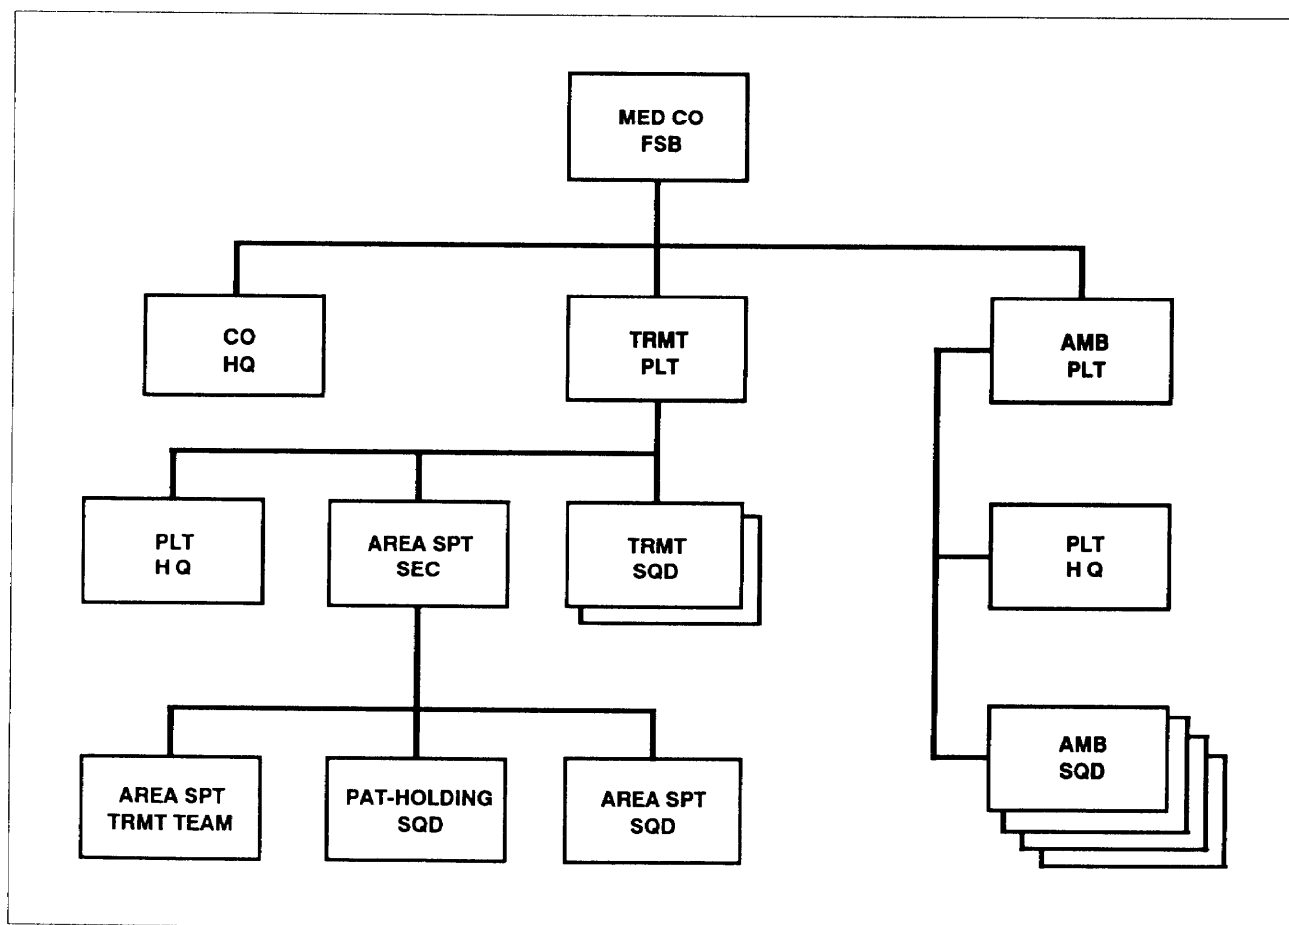 MED CO
FSB
CO
HQ
TRMT
PLT
AMB
PLT
PLT
H Q
AREA SPT
SEC
TRMT
SQD
PLT
H Q
AMB
SQD
AREA SPT
TRMT TEAM
PAT-HOLDING
SQD
AREA SPT
SQD